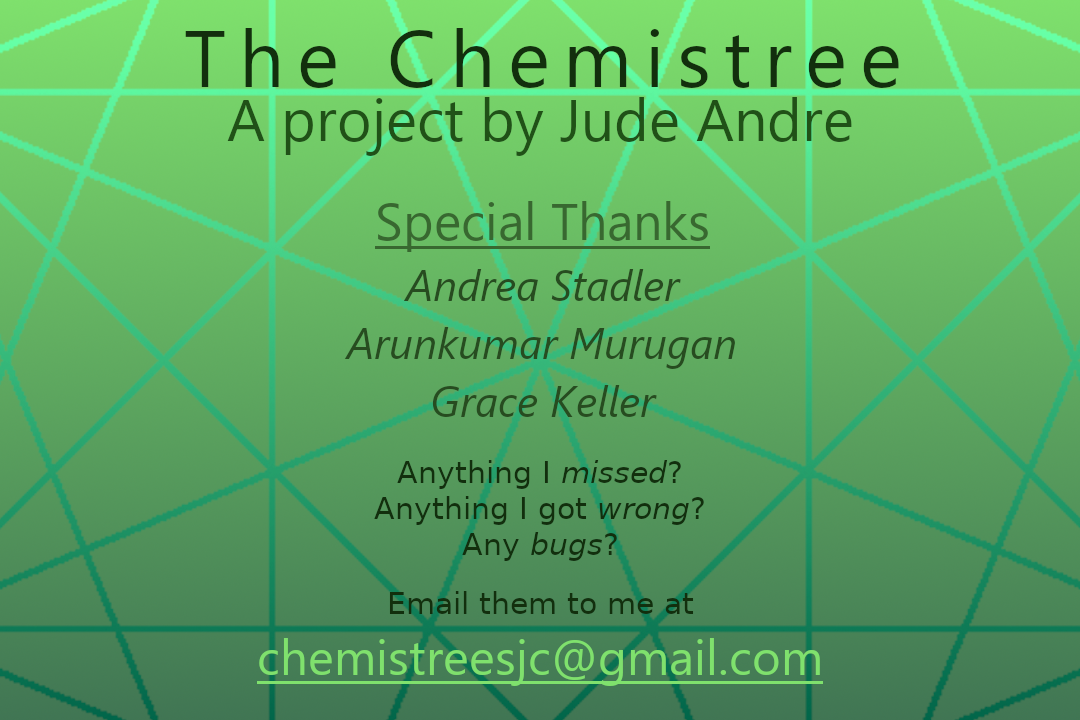 The Chemistree
A project by Jude Andre
Special Thanks
Andrea Stadler
Arunkumar Murugan
Grace Keller
Anything I missed?
Anything I got wrong?
Any bugs?
Email them to me at
chemistreesjc@gmail.com